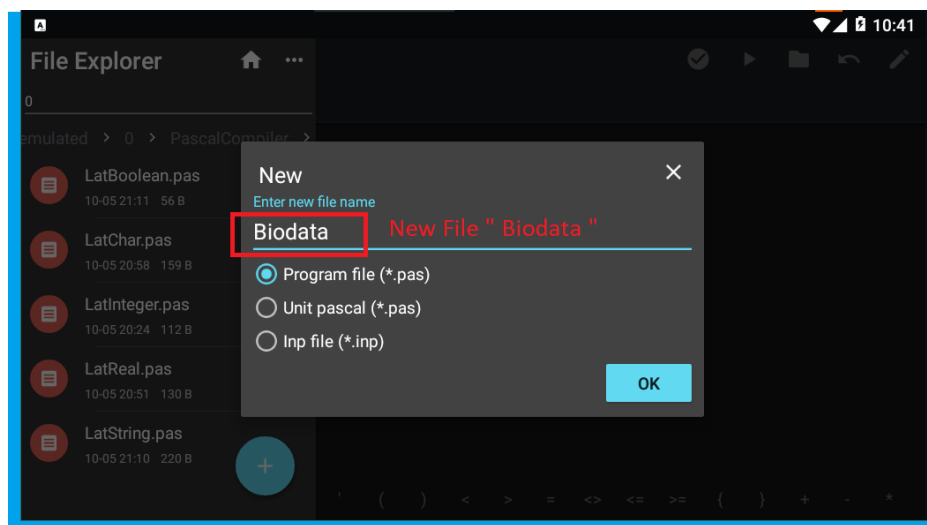 A
10:41
File Explorer
0
emulated > 0 > PascalCompiler >
LatBoolean.pas
10-05 21:11 56 B
LatChar.pas
10-05 20:58 159 B
LatInteger.pas
10-05 20:24 112 B
LatReal.pas
10-05 20:51 130 B
LatString.pas
10-05 21:10 220 B
New
Enter new file name
Biodata
New File " Biodata "
Program file (*.pas)
Unit pascal (*.pas)
Inp file (*.inp)
OK
' ( ) < > = <> <= >= { } + - *